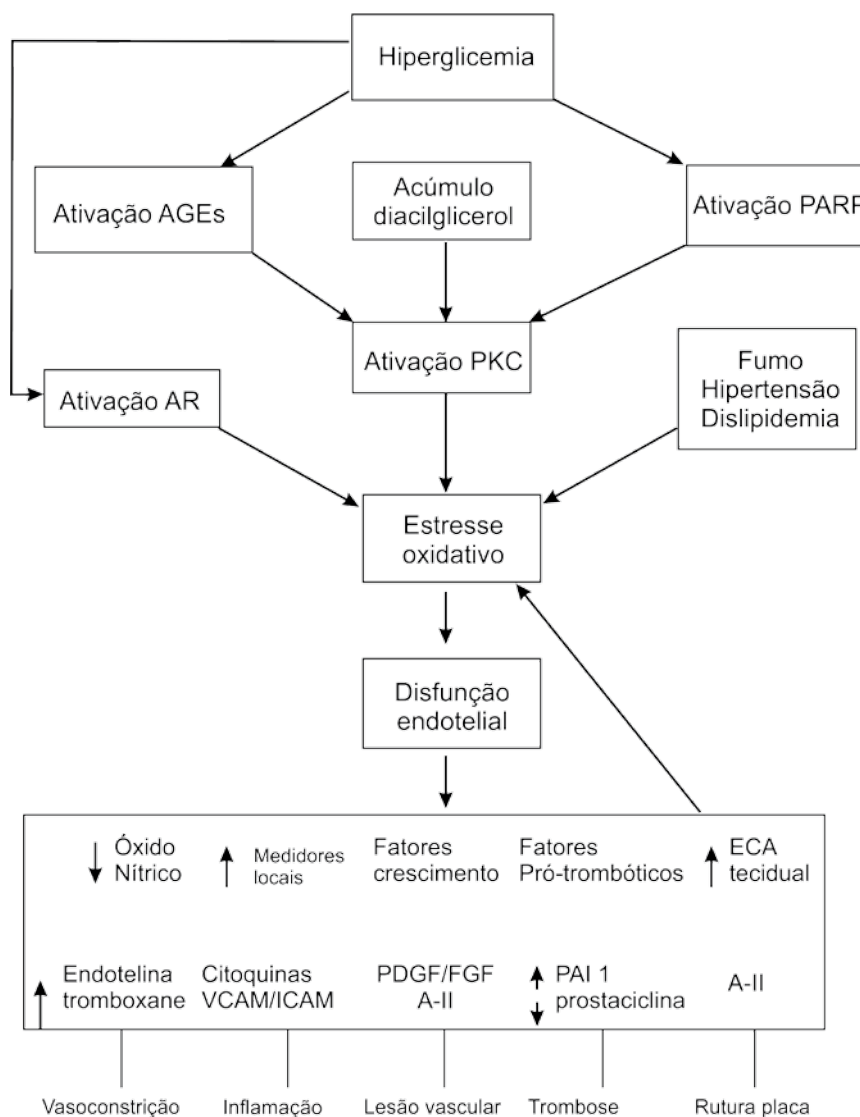 Hiperglicemia
Ativação AGEs
Acúmulo
diacilglicerol
Ativação PARP
Ativação PKC
Ativação AR
Fumo
Hipertensão
Dislipidemia
Estresse
oxidativo
Disfunção
endotelial
Óxido
Nítrico
Medidores
locais
Fatores
crescimento
Fatores
Pró-trombóticos
ECA
tecidual
Endotelina
tromboxane
Citoquinas
VCAM/ICAM
PDGF/FGF
A-II
PAI 1
prostaciclina
A-II
Vasoconstrição
Inflamação
Lesão vascular
Trombose
Rutura placa